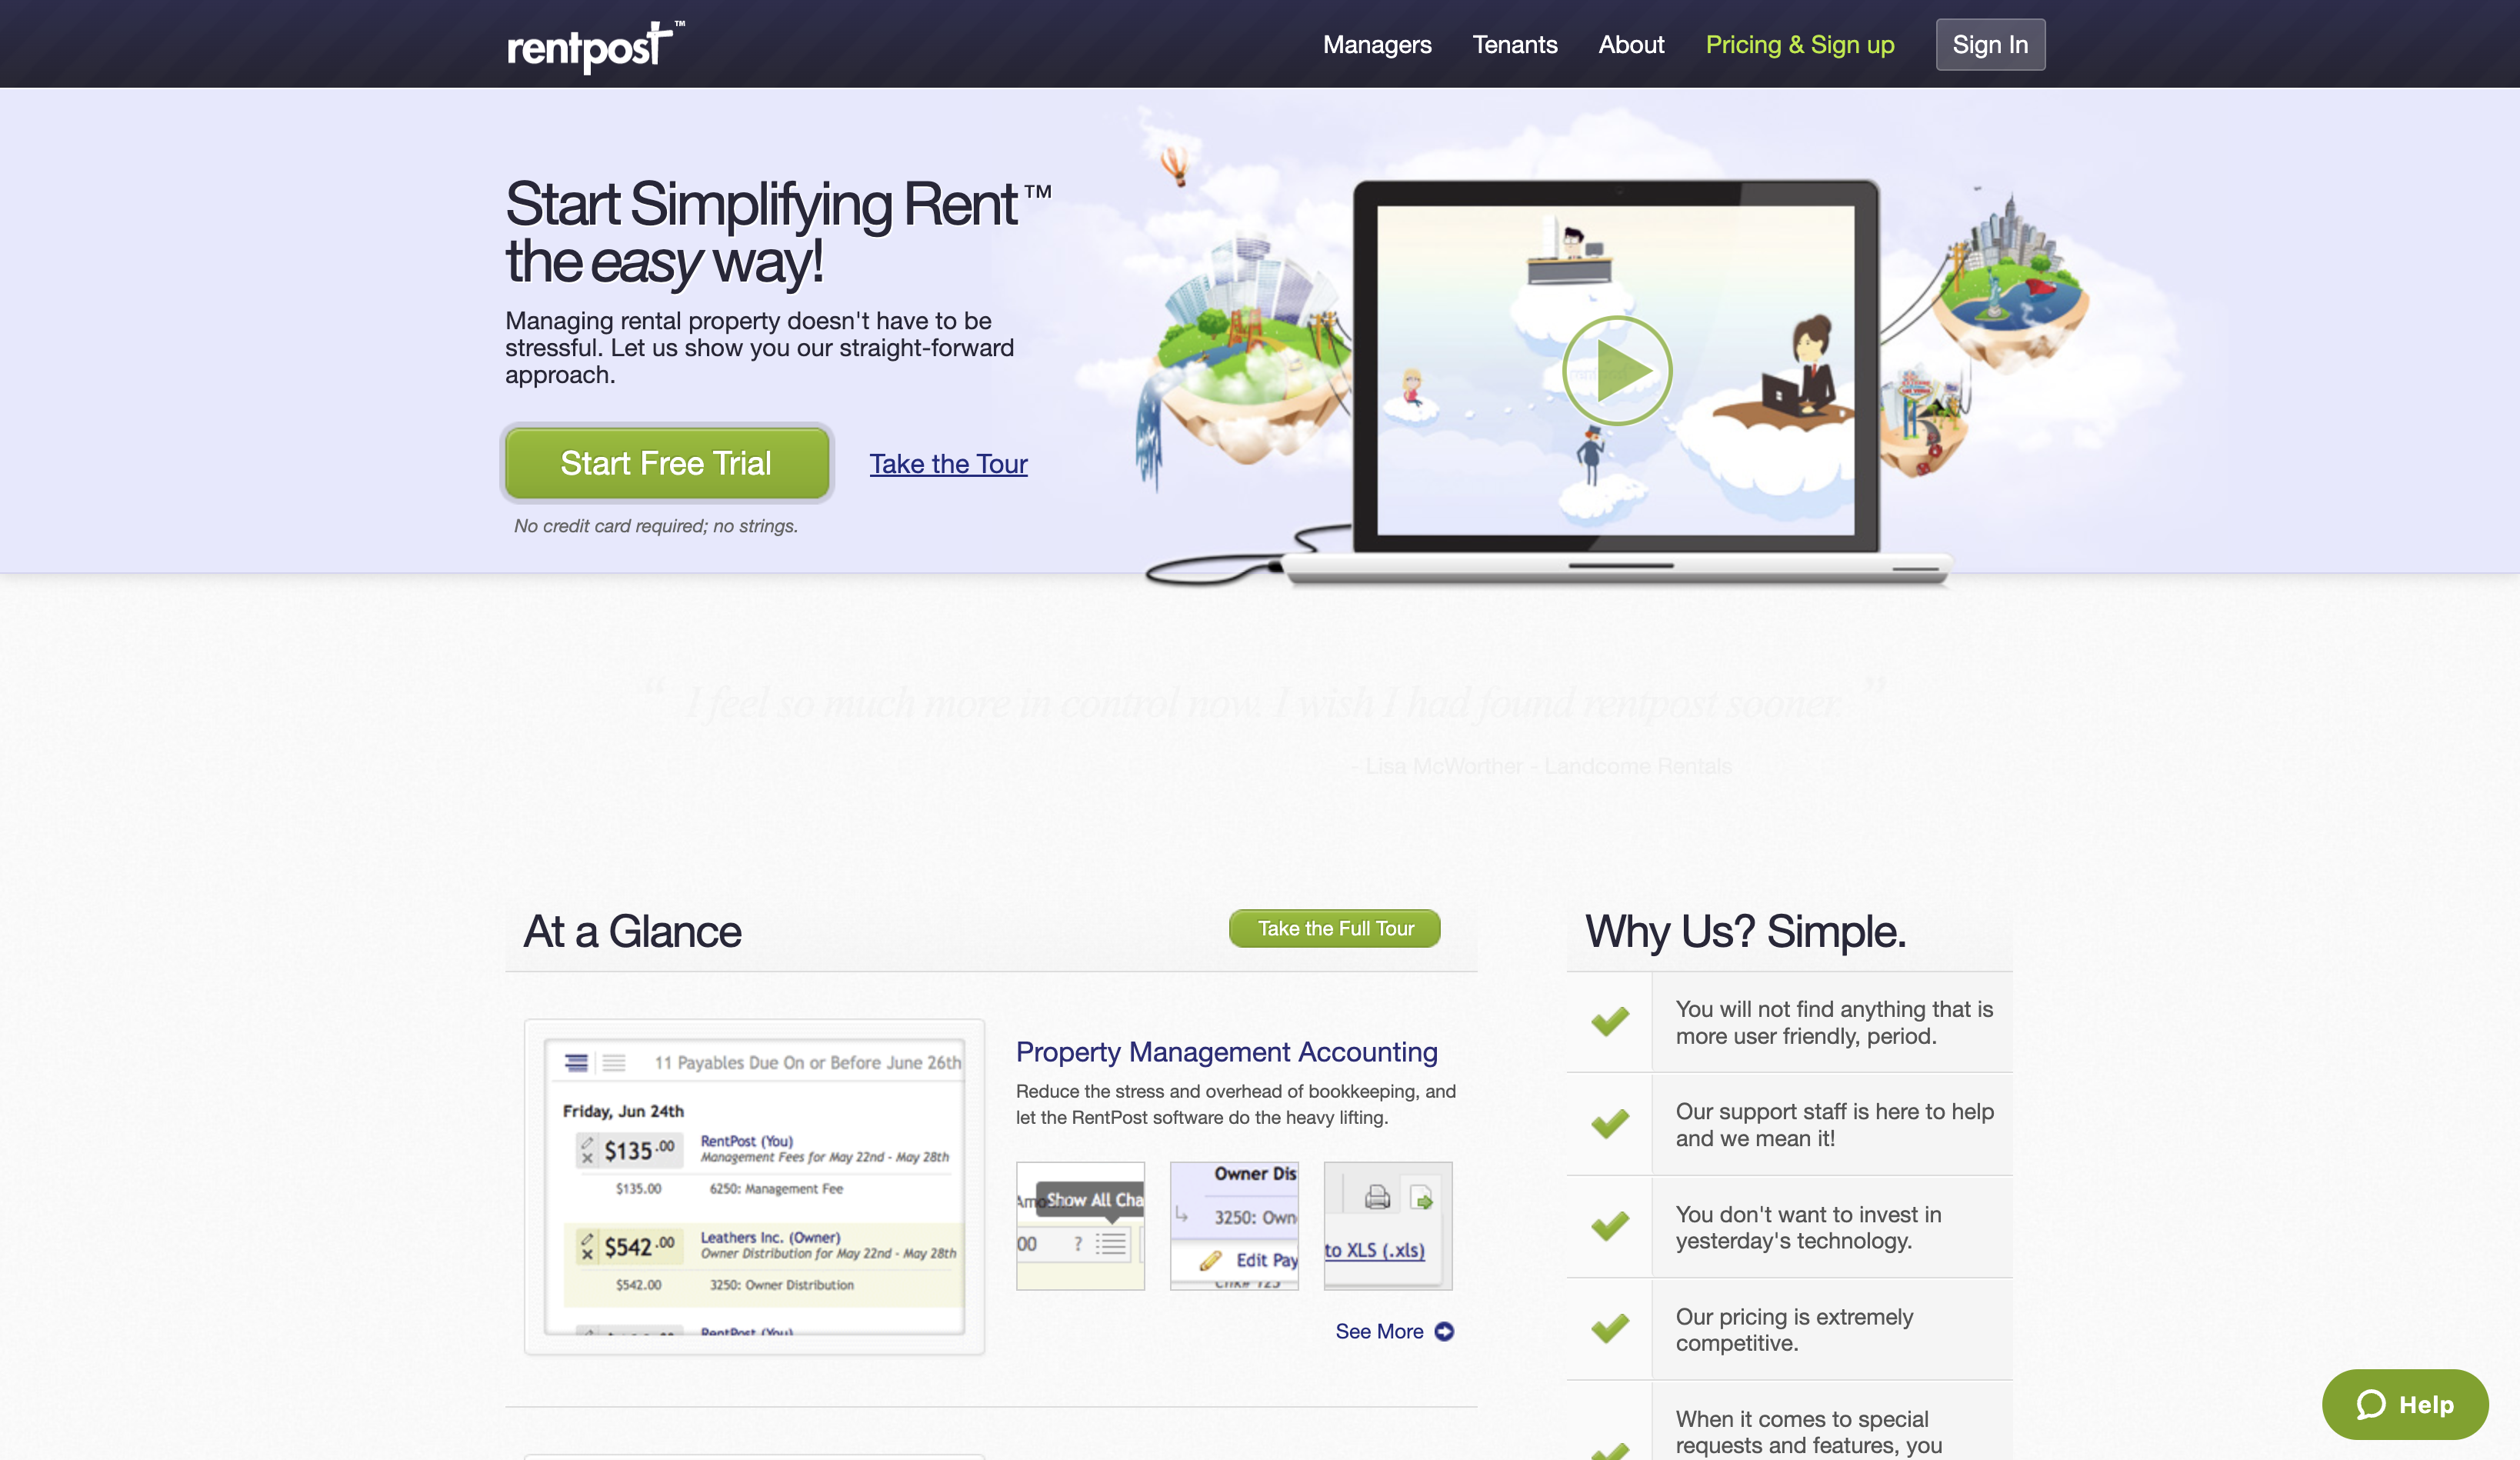 rentpost™
Managers Tenants About Pricing & Sign up Sign In
Start Simplifying Rent™
the easy way!
Managing rental property doesn't have to be
stressful. Let us show you our straight-forward
approach.
Start Free Trial
Take the Tour
No credit card required; no strings.
“ I feel so much more in control now. I wish I had found rentpost sooner. ”
- Lisa McWorther - Landcome Rentals
At a Glance
Take the Full Tour
11 Payables Due On or Before June 26th
Friday, Jun 24th
$135.00 RentPost (You)
Management Fees for May 22nd - May 28th
$135.00 6250: Management Fee
$542.00 Leathers Inc. (Owner)
Owner Distribution for May 22nd - May 28th
$542.00 3250: Owner Distribution
RentPost (You)
Property Management Accounting
Reduce the stress and overhead of bookkeeping, and
let the RentPost software do the heavy lifting.
Show All Cha
00 ?
Owner Dis
3250: Own
Edit Pay
Chk# 123
to XLS (.xls)
See More
Why Us? Simple.
You will not find anything that is
more user friendly, period.
Our support staff is here to help
and we mean it!
You don't want to invest in
yesterday's technology.
Our pricing is extremely
competitive.
When it comes to special
requests and features, you
Help